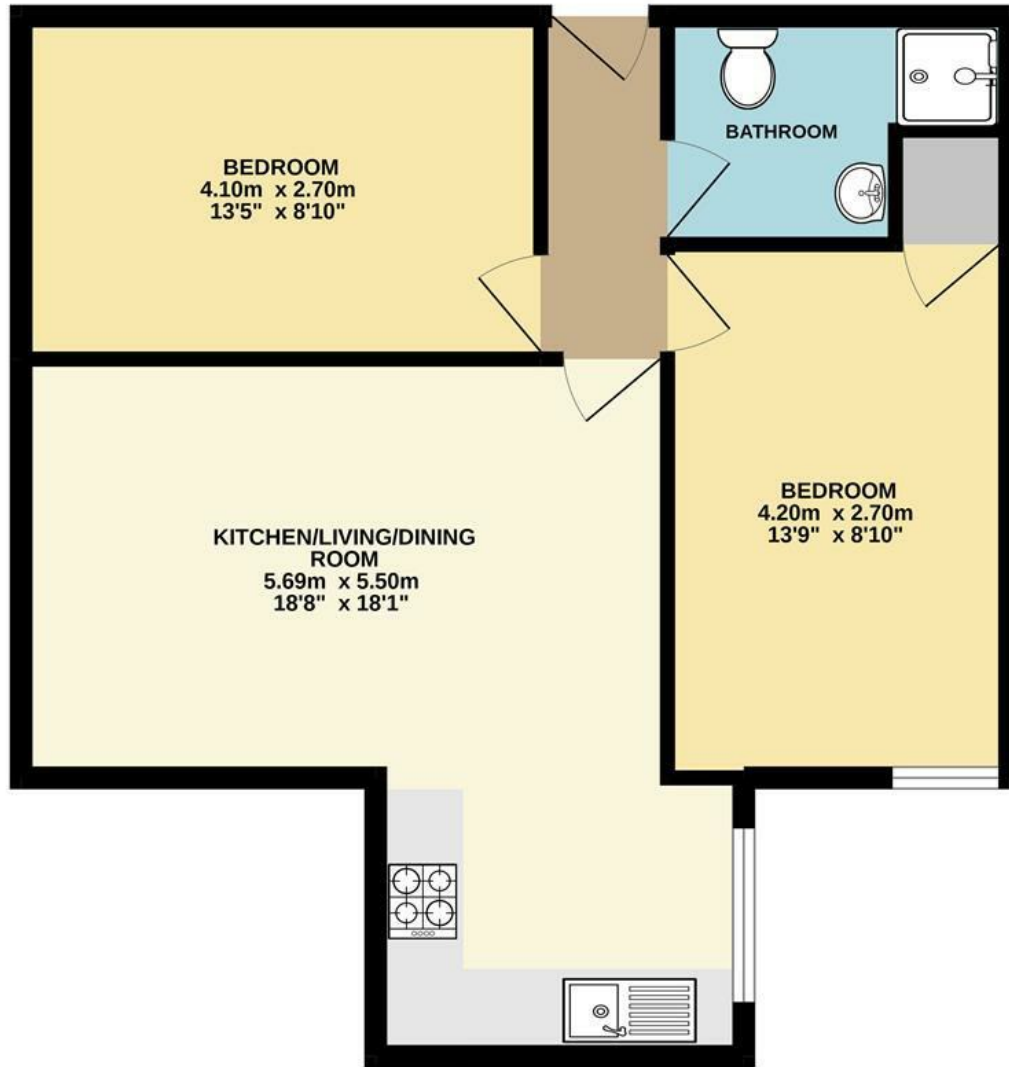 BEDROOM
4.10m x 2.70m
13'5" x 8'10"
BATHROOM
BEDROOM
4.20m x 2.70m
13'9" x 8'10"
KITCHEN/LIVING/DINING
ROOM
5.69m x 5.50m
18'8" x 18'1"